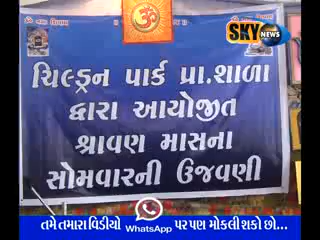 SKY NEWS
ૐ
ચિલ્ડ્રન પાર્ક પ્રા.શાળા
દ્વારા આયોજીત
શ્રાવણ માસના
સોમવારની ઉજવણી
તમે તમારા વિડીયો WhatsApp પર પણ મોકલી શકો છો...